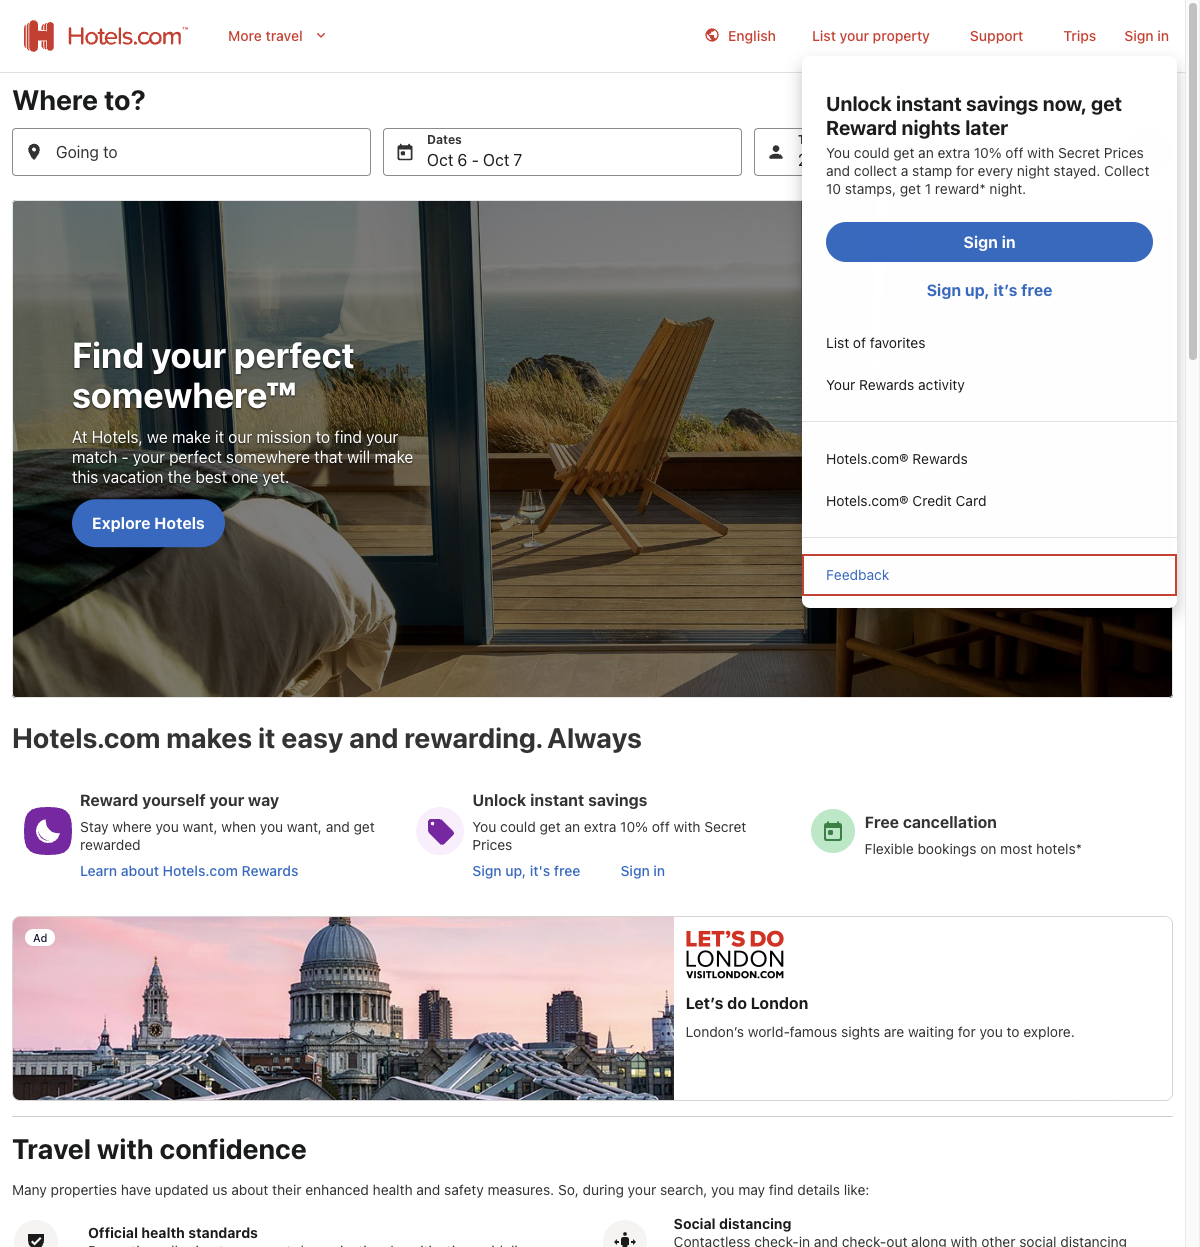 Hotels.com™
More travel
English
List your property
Support
Trips
Sign in
Where to?
Going to
Dates
Oct 6 - Oct 7
Unlock instant savings now, get
Reward nights later
You could get an extra 10% off with Secret Prices
and collect a stamp for every night stayed. Collect
10 stamps, get 1 reward* night.
Sign in
Sign up, it’s free
List of favorites
Your Rewards activity
Hotels.com® Rewards
Hotels.com® Credit Card
Feedback
Find your perfect
somewhere™
At Hotels, we make it our mission to find your
match - your perfect somewhere that will make
this vacation the best one yet.
Explore Hotels
Hotels.com makes it easy and rewarding. Always
Reward yourself your way
Stay where you want, when you want, and get
rewarded
Learn about Hotels.com Rewards
Unlock instant savings
You could get an extra 10% off with Secret
Prices
Sign up, it's free
Sign in
Free cancellation
Flexible bookings on most hotels*
Ad
LET'S DO
LONDON
VISITLONDON.COM
Let’s do London
London’s world-famous sights are waiting for you to explore.
Travel with confidence
Many properties have updated us about their enhanced health and safety measures. So, during your search, you may find details like:
Official health standards
Social distancing
Contactless check-in and check-out along with other social distancing